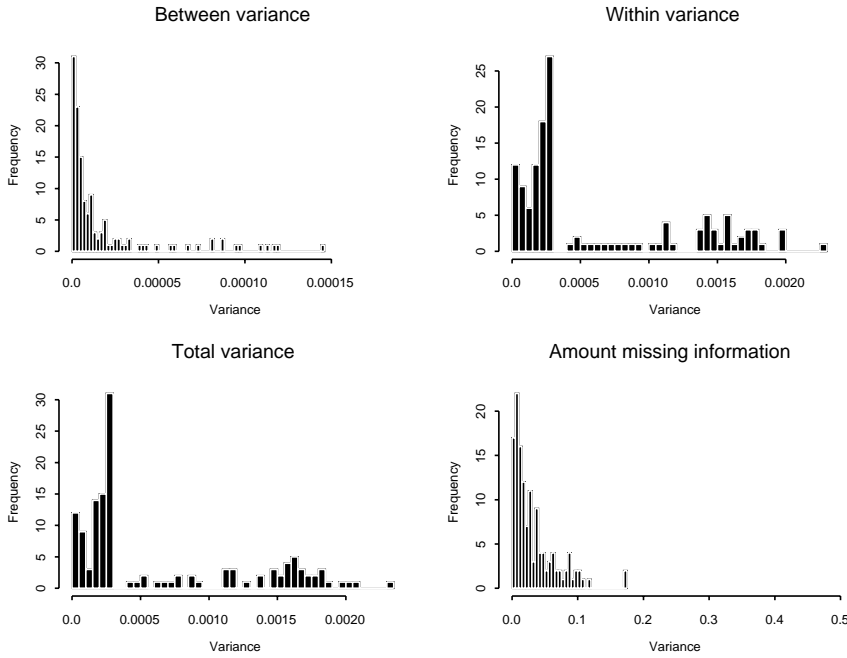 Between variance
Frequency
0 5 10 15 20 25 30
0.0 0.00005 0.00010 0.00015
Variance
Within variance
Frequency
0 5 10 15 20 25
0.0 0.0005 0.0010 0.0015 0.0020
Variance
Total variance
Frequency
0 5 10 15 20 25 30
0.0 0.0005 0.0010 0.0015 0.0020
Variance
Amount missing information
Frequency
0 5 10 15 20
0.0 0.1 0.2 0.3 0.4 0.5
Variance